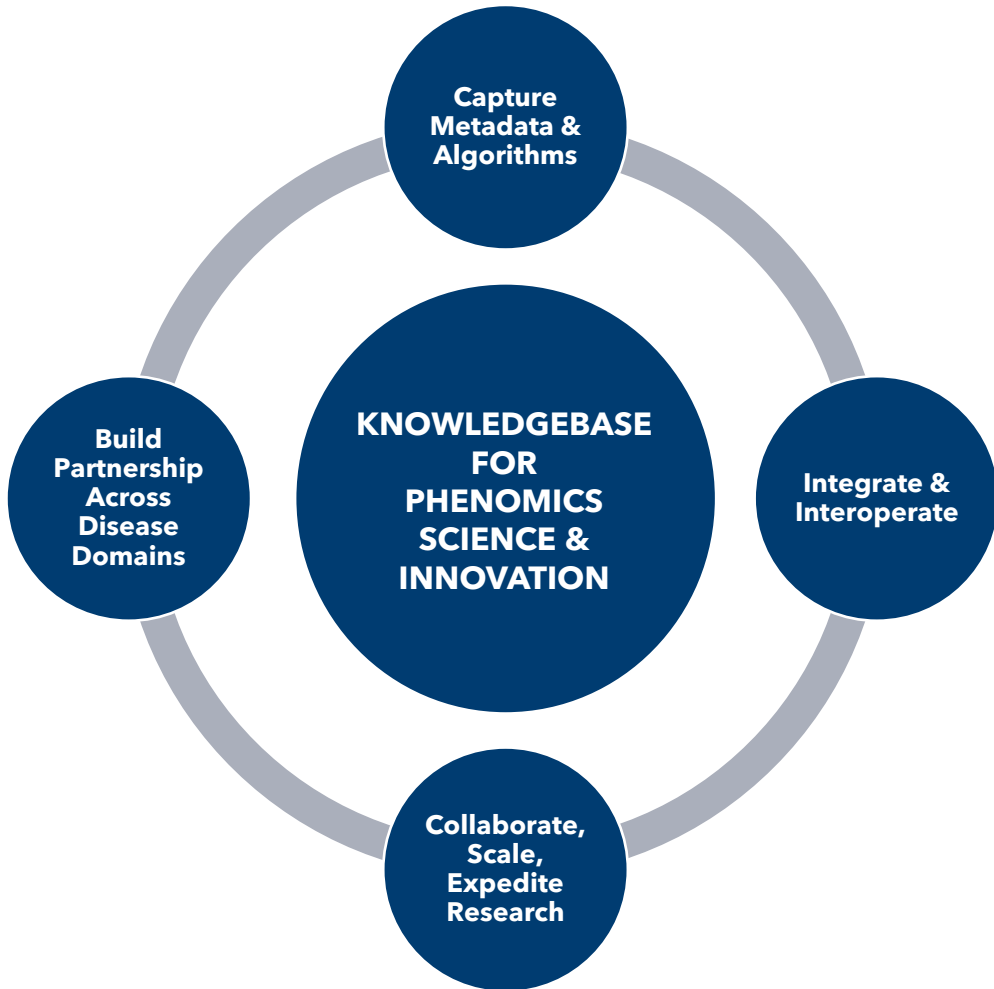 Capture
Metadata &
Algorithms
Build
Partnership
Across
Disease
Domains
KNOWLEDGEBASE
FOR
PHENOMICS
SCIENCE &
INNOVATION
Integrate &
Interoperate
Collaborate,
Scale,
Expedite
Research